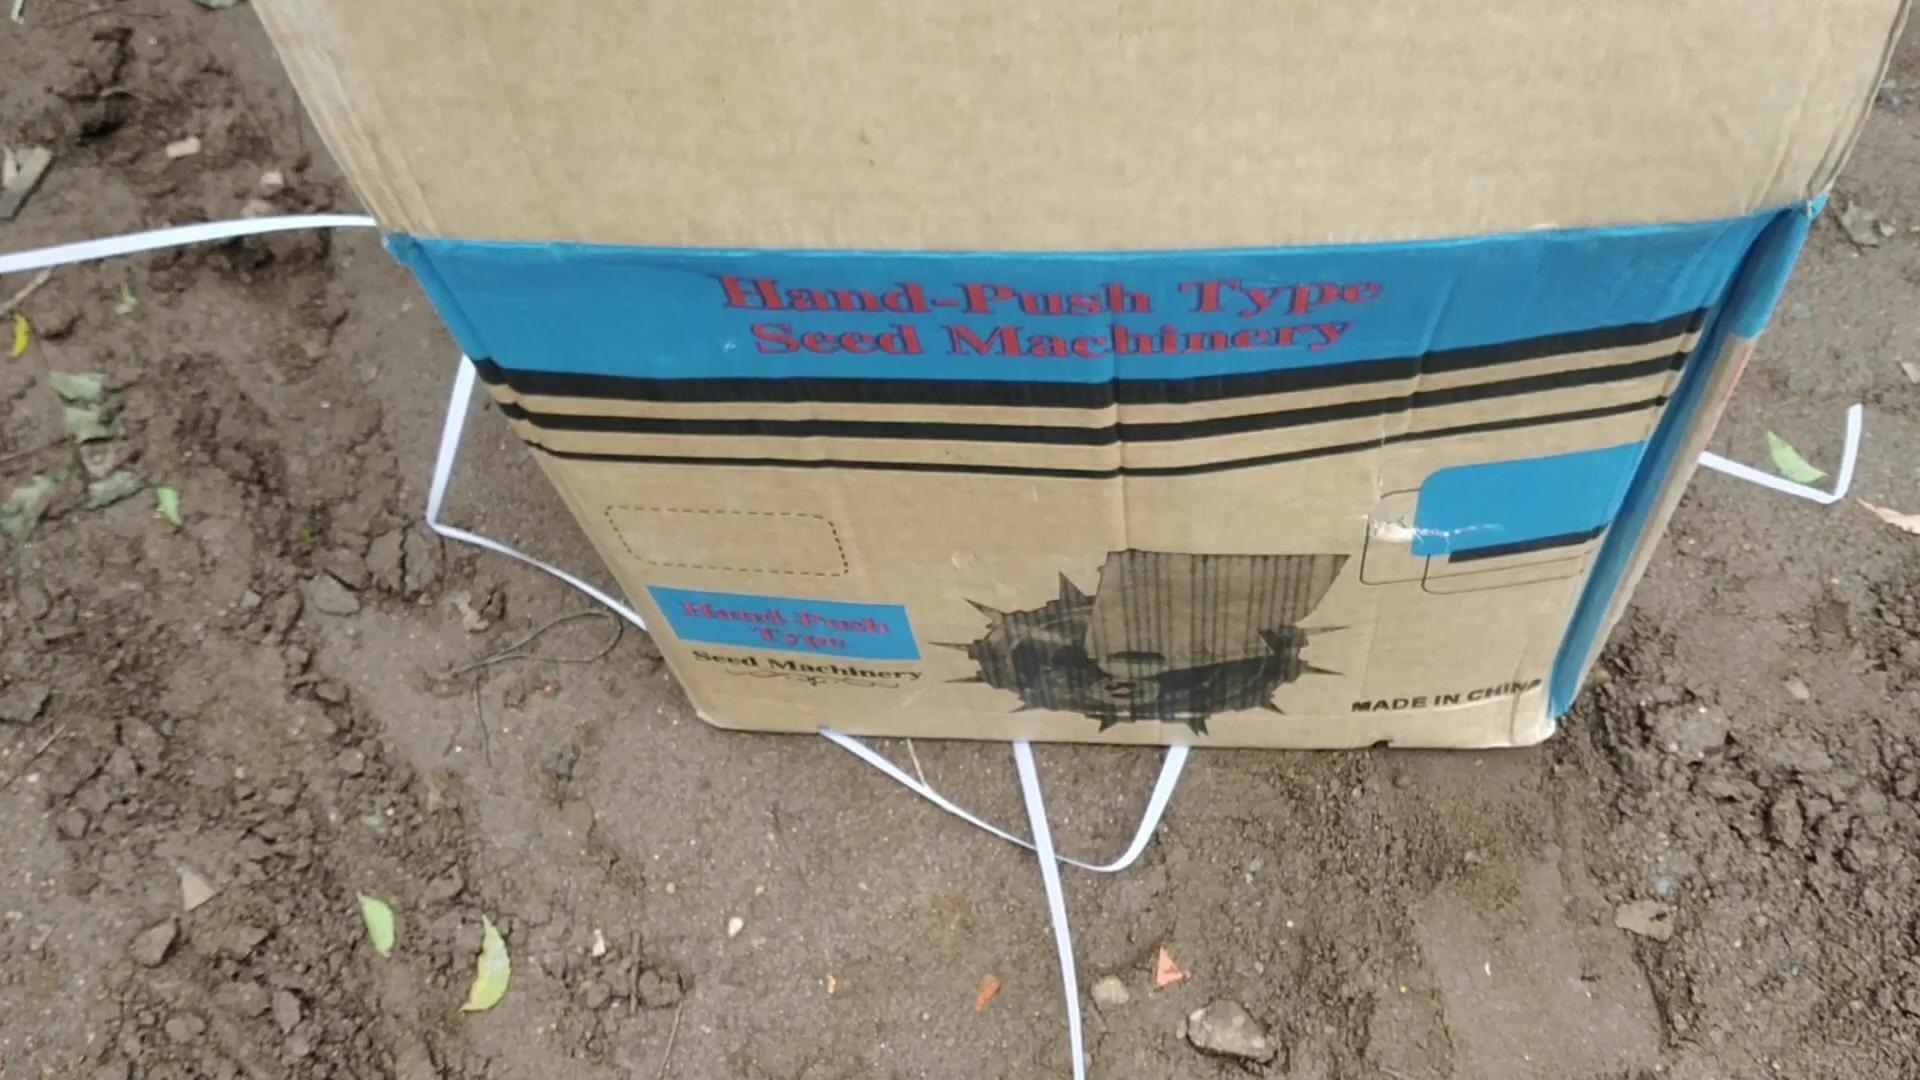 Hand-Push Type
Seed Machinery
Hand-Push
Type
Seed Machinery
MADE IN CHINA